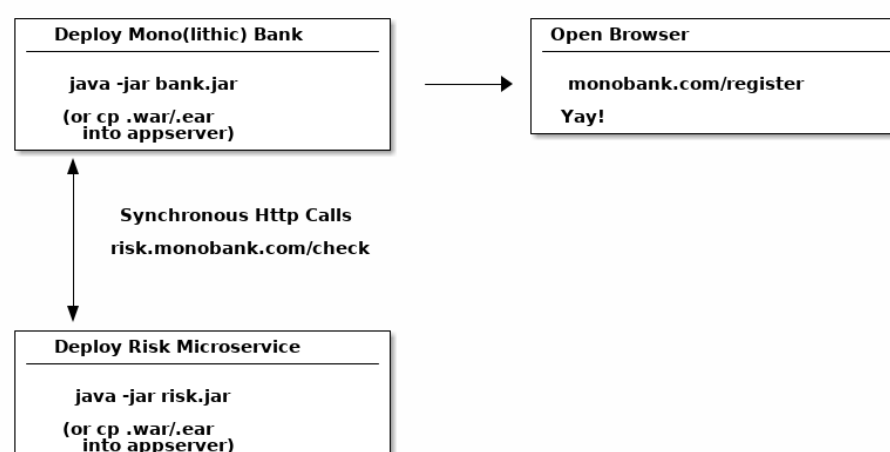 Deploy Mono(lithic) Bank
java -jar bank.jar
(or cp .war/.ear
into appserver)
Open Browser
monobank.com/register
Yay!
Synchronous Http Calls
risk.monobank.com/check
Deploy Risk Microservice
java -jar risk.jar
(or cp .war/.ear
into appserver)